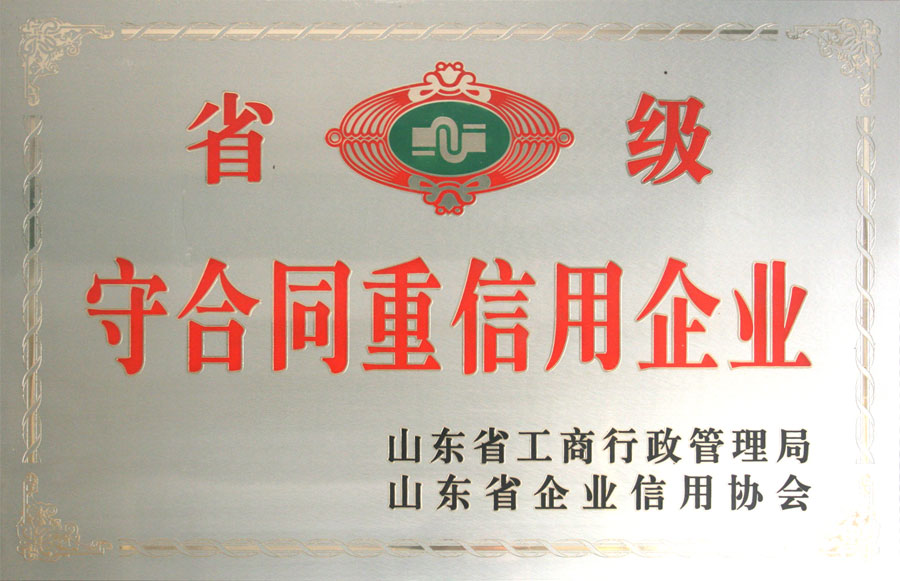 省级
守合同重信用企业
山东省工商行政管理局
山东省企业信用协会